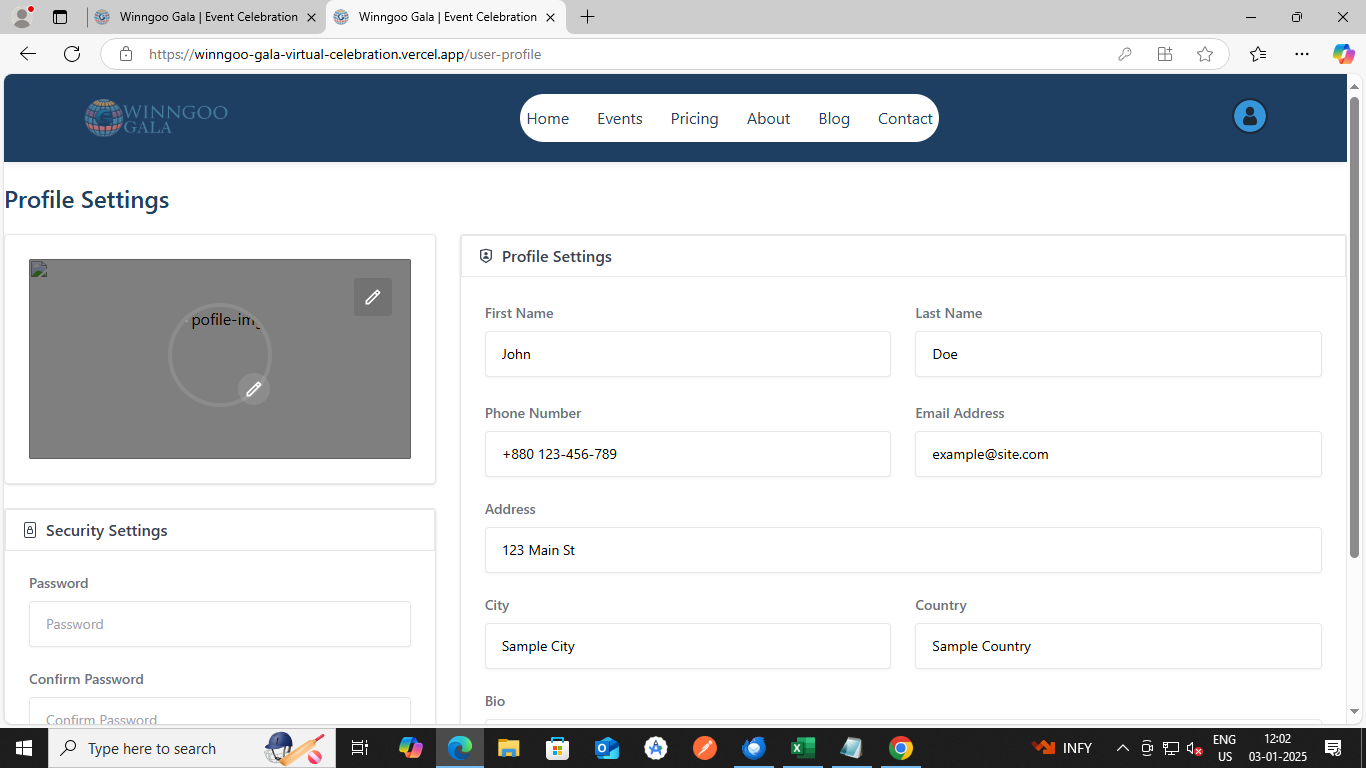 Winngoo Gala | Event Celebration
Winngoo Gala | Event Celebration
https://winngoo-gala-virtual-celebration.vercel.app/user-profile
WINNGOO
GALA
Home Events Pricing About Blog Contact
Profile Settings
pofile-img
Security Settings
Password
Password
Confirm Password
Confirm Password
Profile Settings
First Name Last Name
John Doe
Phone Number Email Address
+880 123-456-789 example@site.com
Address
123 Main St
City Country
Sample City Sample Country
Bio
Type here to search
INFY
ENG
US
12:02
03-01-2025